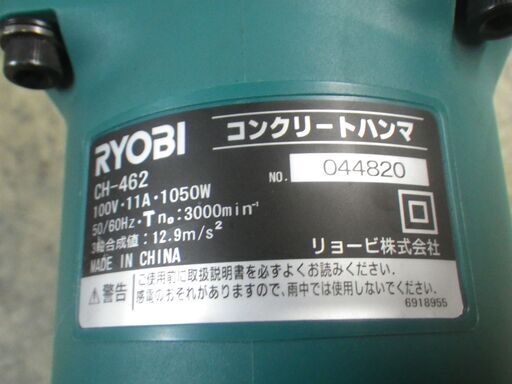 RYOBI コンクリートハンマ
CH-462 NO. 044820
100V・11A・1050W
50/60Hz・T n₀:3000min⁻¹
3軸合成値:12.9m/s²
MADE IN CHINA リョービ株式会社
警告 ご使用前に取扱説明書を必ずよくお読みください。
感電のおそれがありますので、雨中では使用しないでください。
6918955